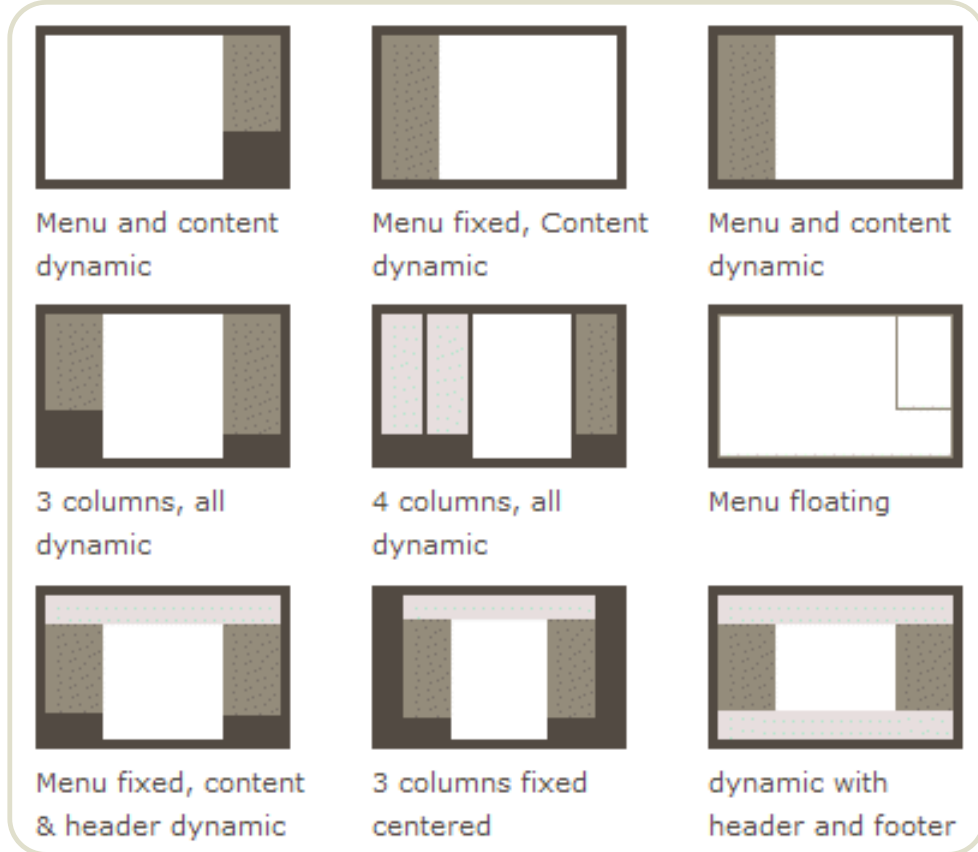 Menu and content
dynamic
Menu fixed, Content
dynamic
Menu and content
dynamic
3 columns, all
dynamic
4 columns, all
dynamic
Menu floating
Menu fixed, content
& header dynamic
3 columns fixed
centered
dynamic with
header and footer